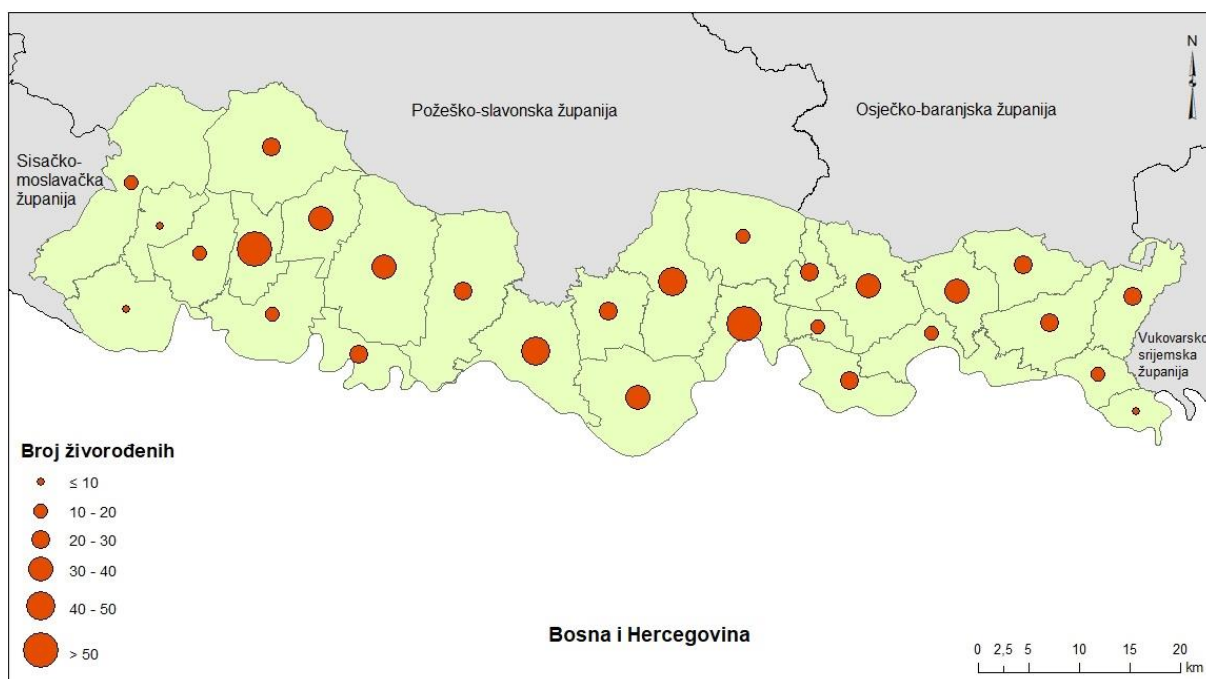 N
Požeško-slavonska županija
Osječko-baranjska županija
Sisačko-
moslavačka
županija
Vukovarsko
srijemska
županija
Broj živorođenih
≤ 10
10 - 20
20 - 30
30 - 40
40 - 50
> 50
Bosna i Hercegovina
0 2,5 5 10 15 20
km